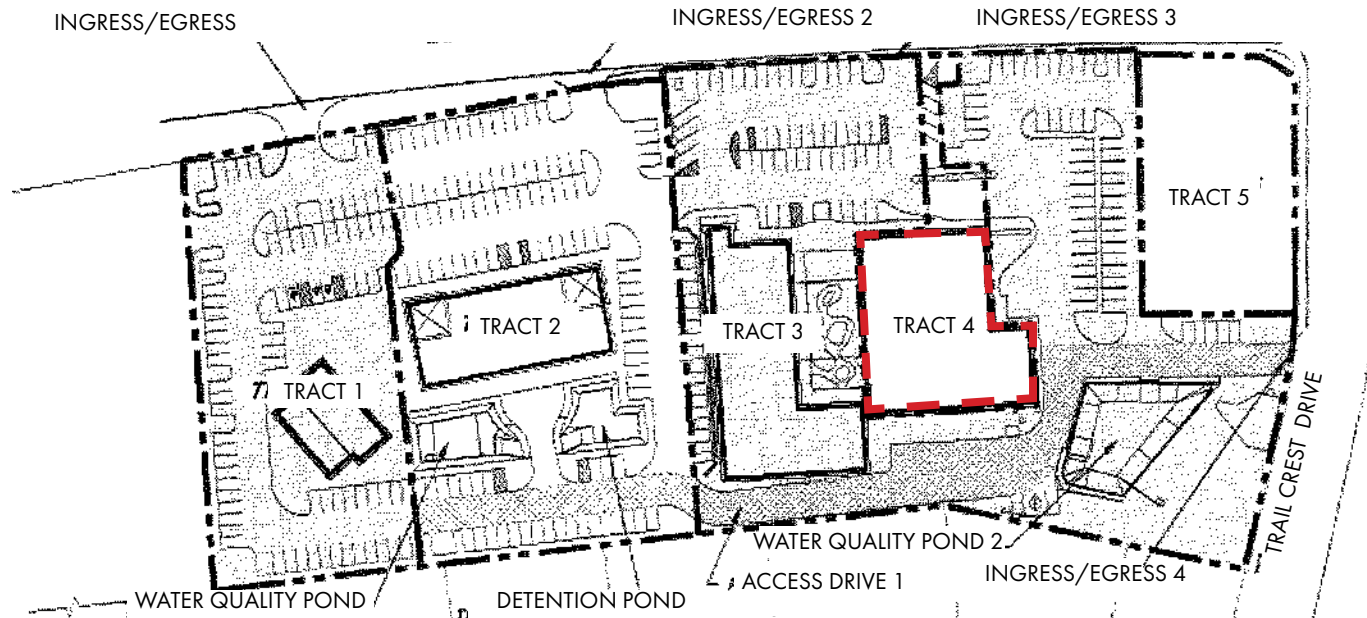 INGRESS/EGRESS
INGRESS/EGRESS 2
INGRESS/EGRESS 3
TRACT 5
TRACT 2
TRACT 3
TRACT 4
TRACT 1
TRAIL CREST DRIVE
WATER QUALITY POND 2
INGRESS/EGRESS 4
ACCESS DRIVE 1
WATER QUALITY POND
DETENTION POND